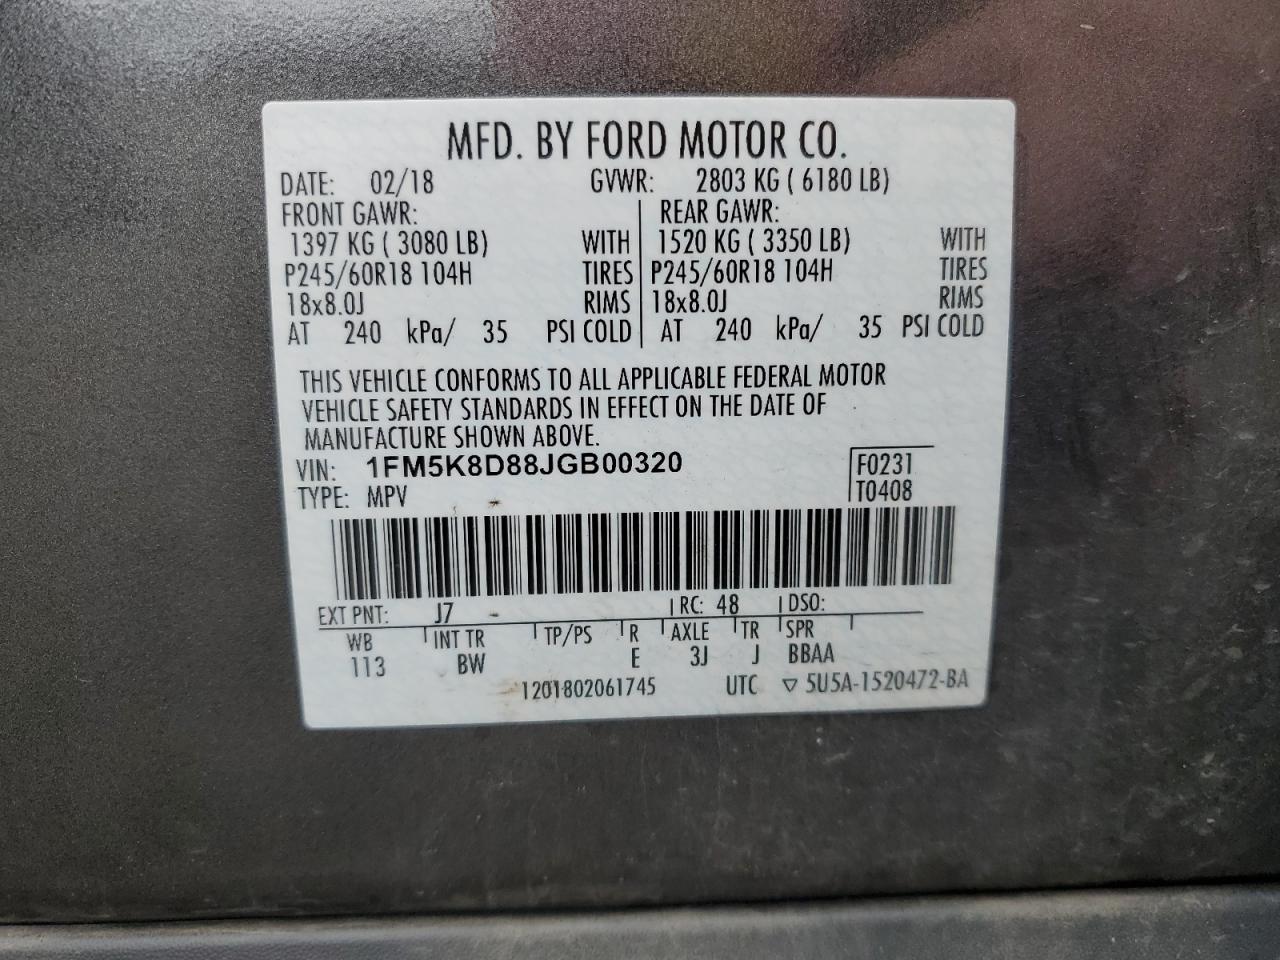 MFD. BY FORD MOTOR CO.
DATE: 02/18 GVWR: 2803 KG ( 6180 LB)
FRONT GAWR: REAR GAWR:
1397 KG ( 3080 LB) WITH 1520 KG ( 3350 LB) WITH
P245/60R18 104H TIRES P245/60R18 104H TIRES
18x8.0J RIMS 18x8.0J RIMS
AT 240 kPa/ 35 PSI COLD AT 240 kPa/ 35 PSI COLD
THIS VEHICLE CONFORMS TO ALL APPLICABLE FEDERAL MOTOR
VEHICLE SAFETY STANDARDS IN EFFECT ON THE DATE OF
MANUFACTURE SHOWN ABOVE.
VIN: 1FM5K8D88JGB00320 F0231
TYPE: MPV T0408
EXT PNT: J7 RC: 48 DSO:
WB INT TR TP/PS R AXLE TR SPR
113 BW E 3J J BBAA
1201802061745 UTC ▽ 5U5A-1520472-BA